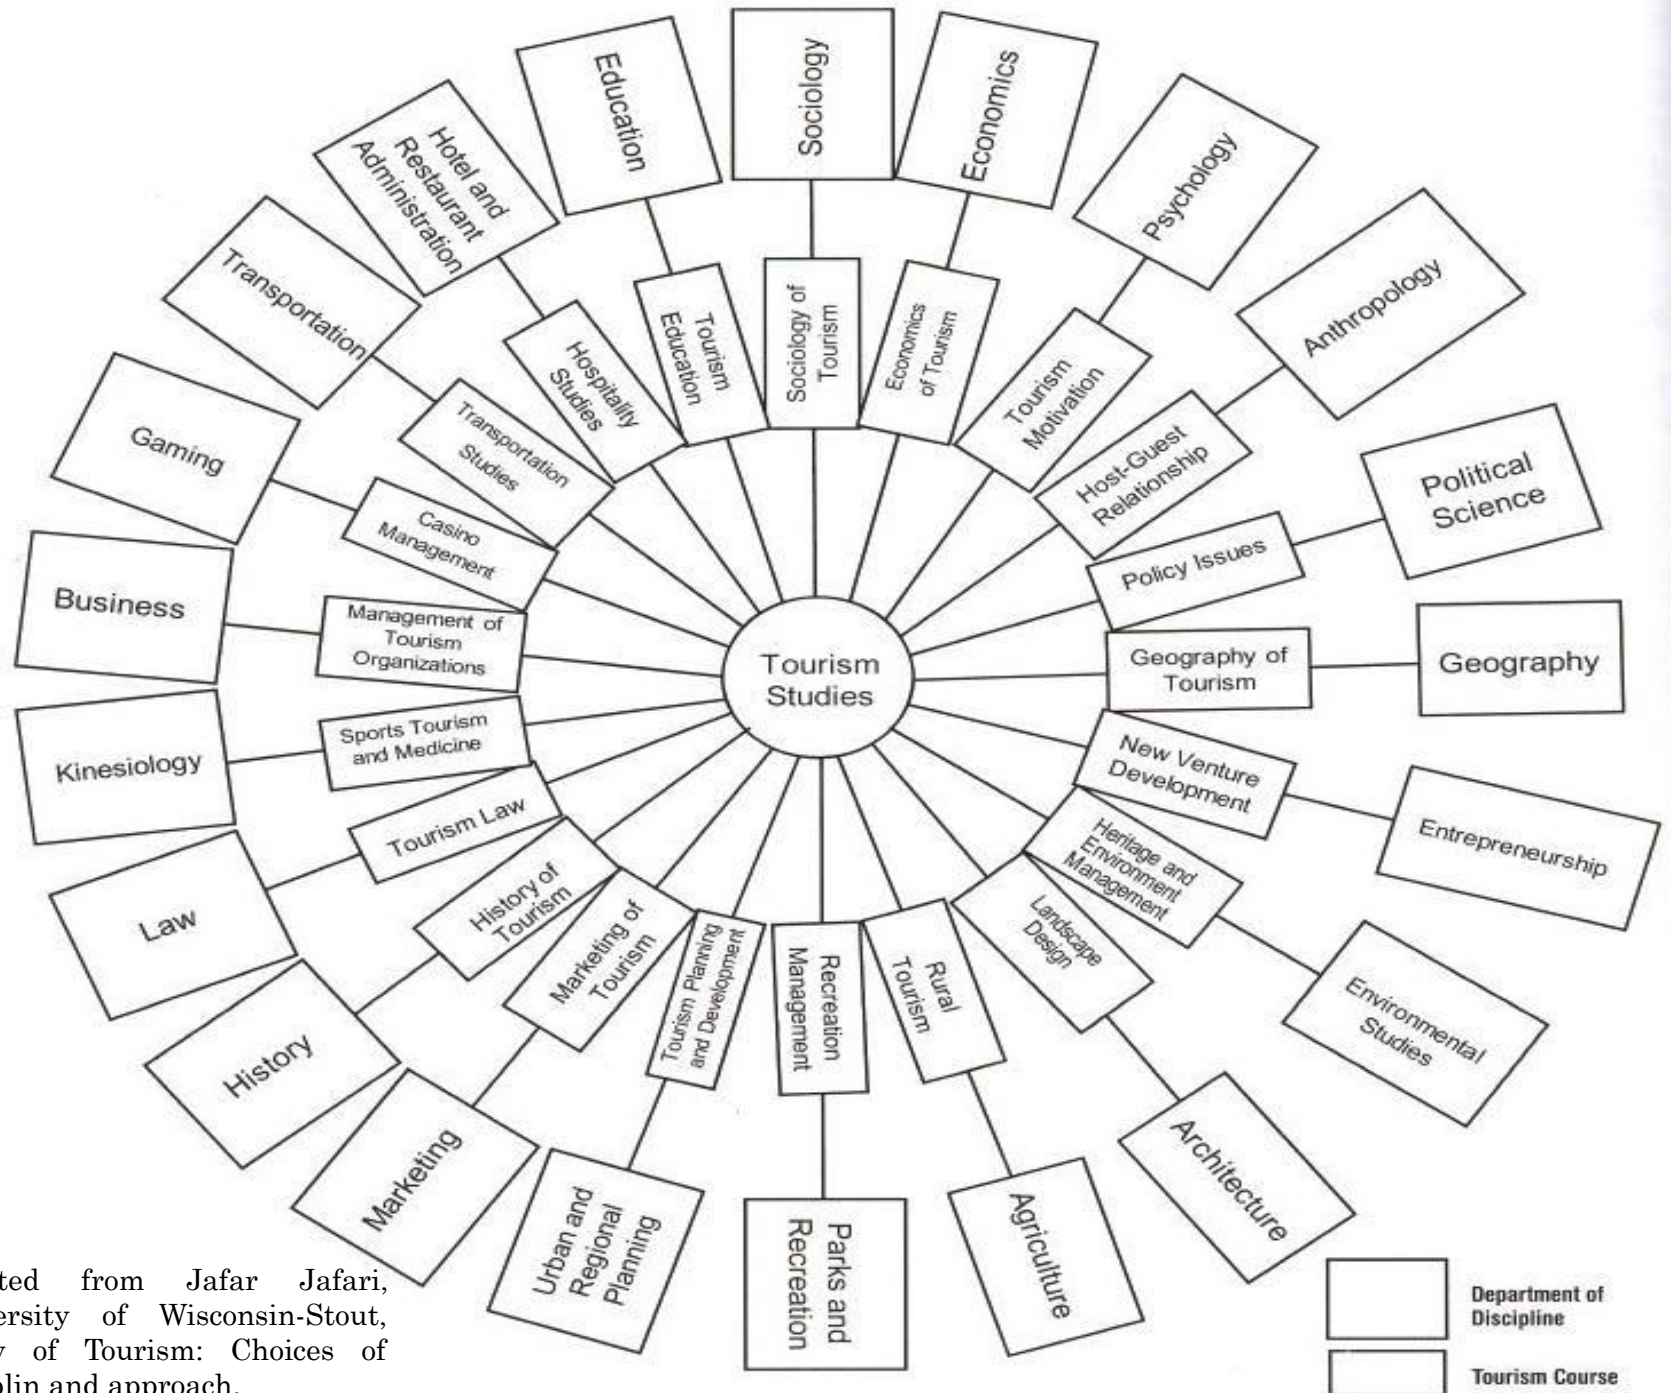 Sociology
Economics
Psychology
Anthropology
Political
Science
Geography
Entrepreneurship
Environmental
Studies
Architecture
Agriculture
Parks and
Recreation
Urban and
Regional
Planning
Marketing
History
Law
Kinesiology
Business
Gaming
Transportation
Hotel and
Restaurant
Administration
Education
Sociology of
Tourism
Economics
of Tourism
Tourism
Motivation
Host-Guest
Relationship
Policy Issues
Geography of
Tourism
New Venture
Development
Heritage and
Environment
Management
Landscape
Design
Rural
Tourism
Recreation
Management
Tourism Planning
and Development
Marketing of
Tourism
History of
Tourism
Tourism Law
Sports Tourism
and Medicine
Management of
Tourism
Organizations
Casino
Management
Transportation
Studies
Hospitality
Studies
Tourism
Education
Tourism
Studies
from Jafar Jafari,
of Wisconsin-Stout,
of Tourism: Choices of
and approach.
Department of
Discipline
Tourism Course